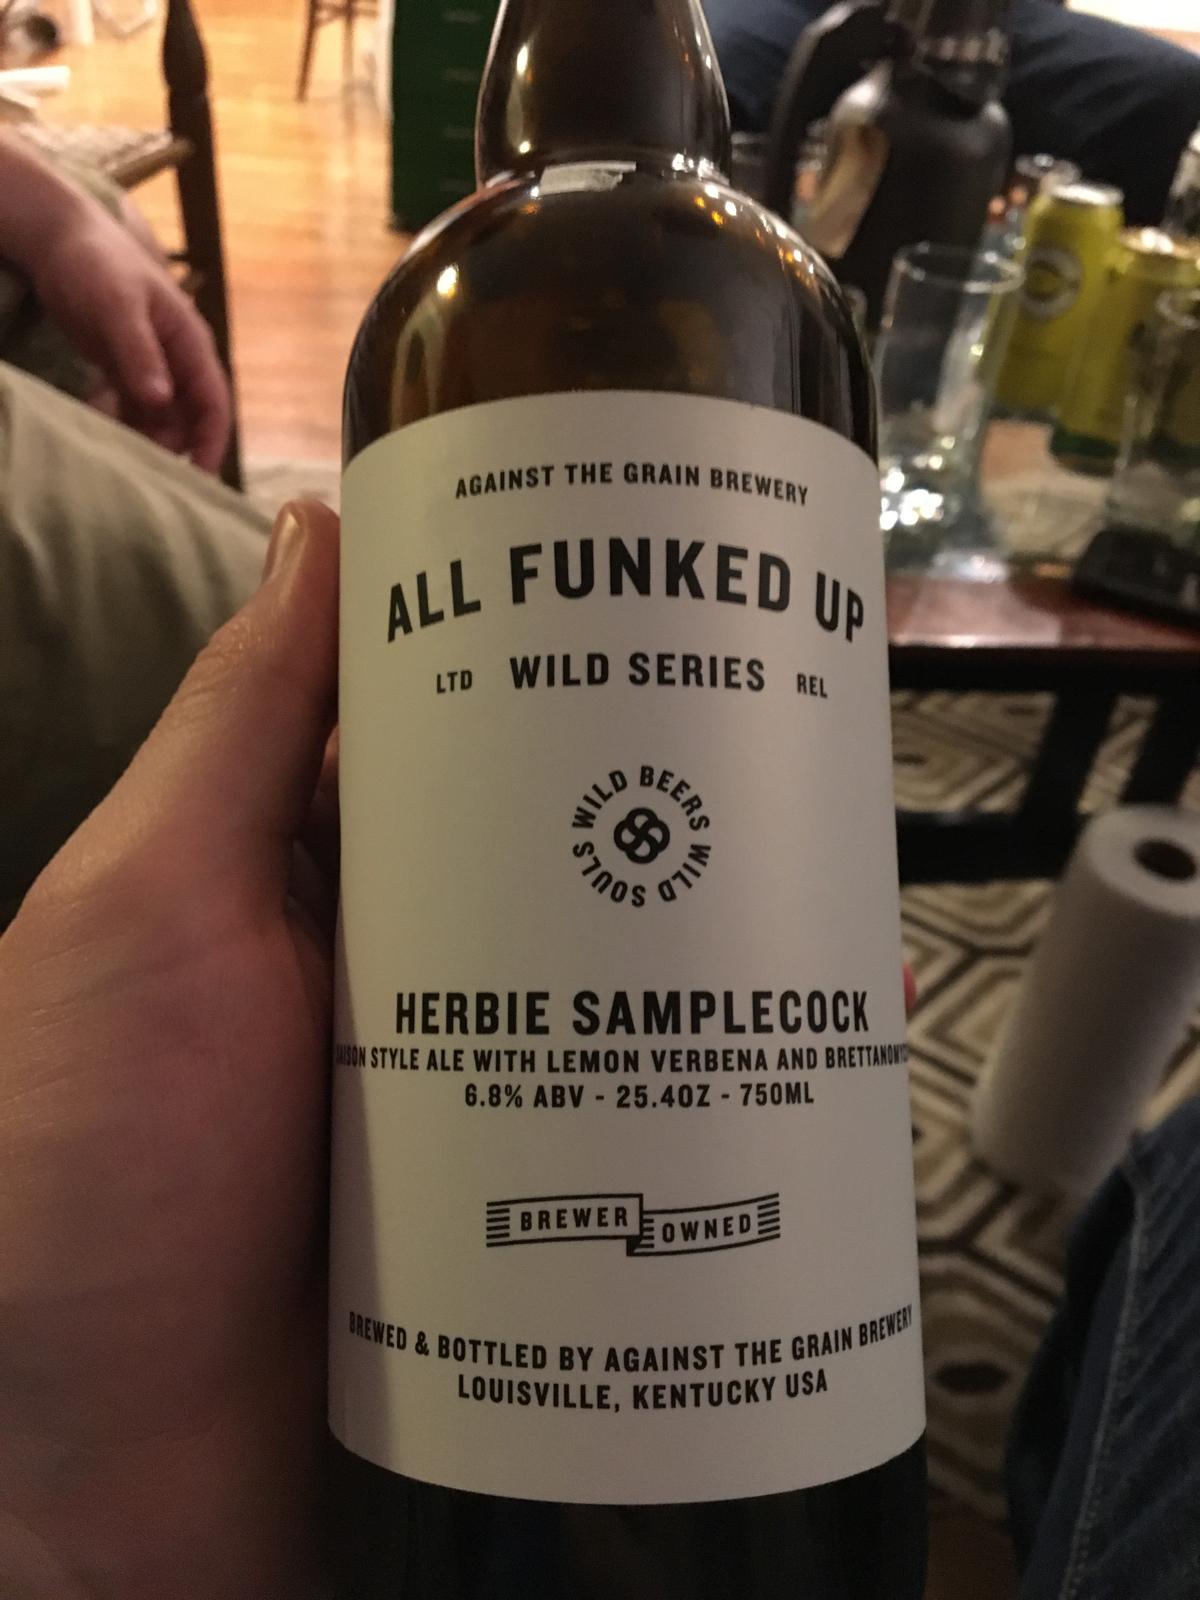 AGAINST THE GRAIN BREWERY
ALL FUNKED UP
LTD WILD SERIES REL
WILD BEERS WILD SOULS
HERBIE SAMPLECOCK
SAISON STYLE ALE WITH LEMON VERBENA AND BRETTANOMYCES
6.8% ABV - 25.4OZ - 750ML
BREWER OWNED
BREWED & BOTTLED BY AGAINST THE GRAIN BREWERY
LOUISVILLE, KENTUCKY USA